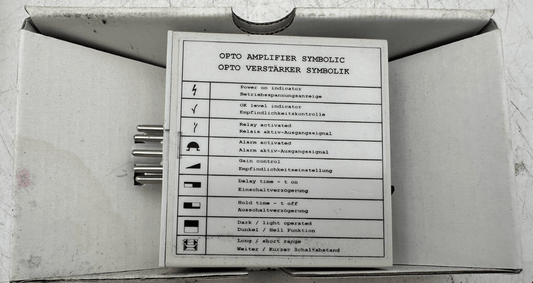 OPTO AMPLIFIER SYMBOLIC
OPTO VERSTÄRKER SYMBOLIK
Power on indicator
Betriebsspannungsanzeige
OK level indicator
Empfindlichkeitskontrolle
Relay activated
Relais aktiv-Ausgangssignal
Alarm activated
Alarm aktiv-Ausgangssignal
Gain control
Empfindlichkeitseinstellung
Delay time - t on
Einschaltverzögerung
Hold time - t off
Ausschaltverzögerung
Dark / light operated
Dunkel / Hell Funktion
Long / short range
Weiter / Kurzer Schaltabstand